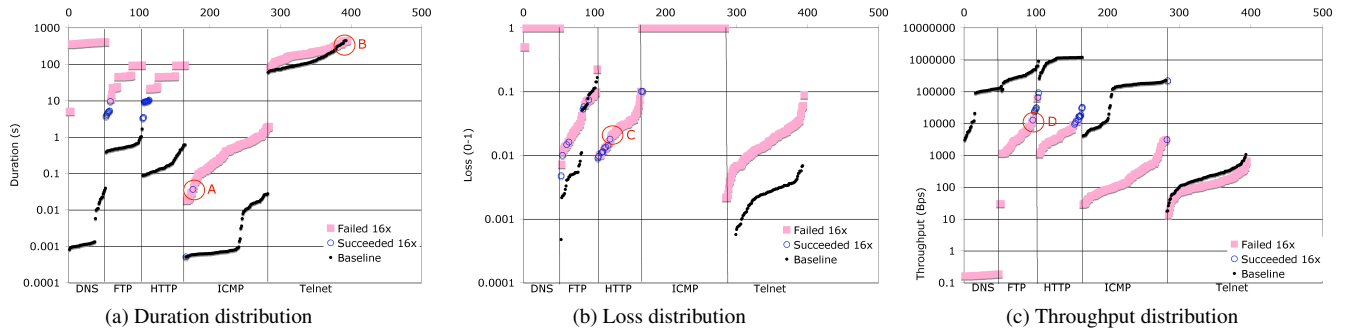 0 100 200 300 400 500
1000
100
10
1
0.1
0.01
0.001
0.0001
Duration (s)
A
B
Failed 16x
Succeeded 16x
Baseline
DNS FTP HTTP ICMP Telnet
(a) Duration distribution
0 100 200 300 400 500
1
0.1
0.01
0.001
0.0001
Loss (0-1)
C
Failed 16x
Succeeded 16x
Baseline
DNS FTP HTTP ICMP Telnet
(b) Loss distribution
0 100 200 300 400 500
10000000
1000000
100000
10000
1000
100
10
1
0.1
Throughput (Bps)
D
Failed 16x
Succeeded 16x
Baseline
DNS FTP HTTP ICMP Telnet
(c) Throughput distribution